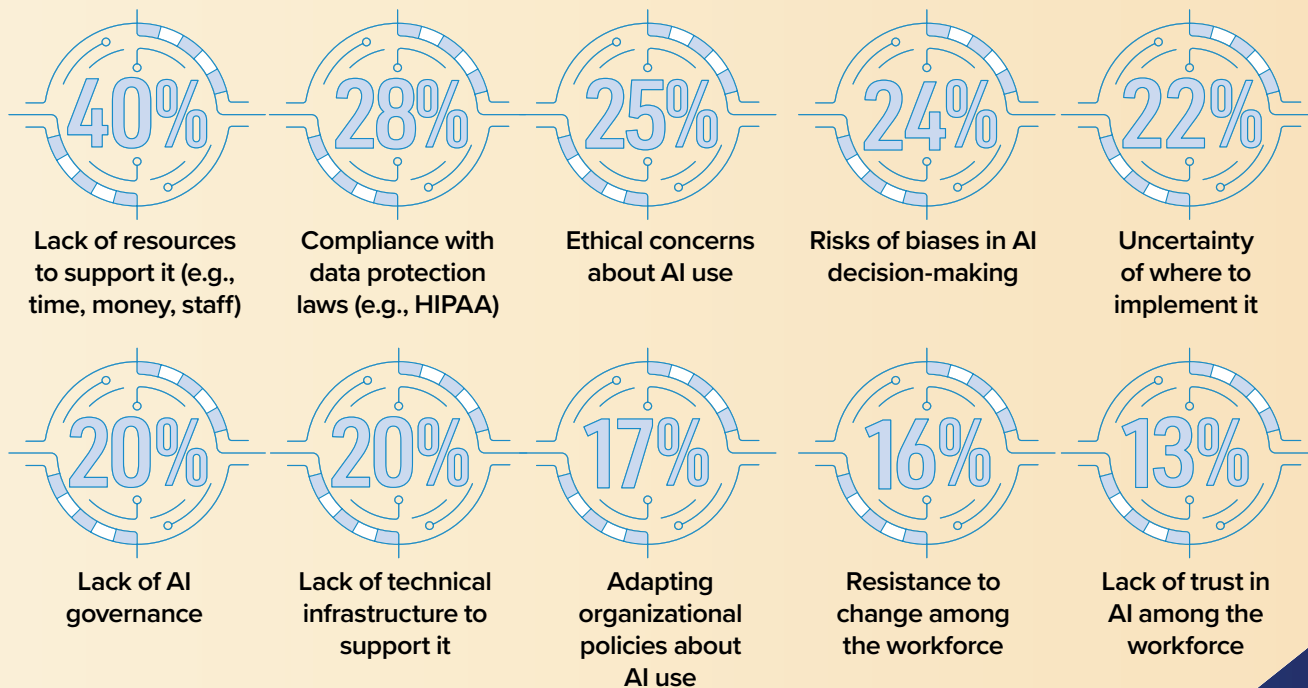 40%
Lack of resources
to support it (e.g.,
time, money, staff)
28%
Compliance with
data protection
laws (e.g., HIPAA)
25%
Ethical concerns
about AI use
24%
Risks of biases in AI
decision-making
22%
Uncertainty
of where to
implement it
20%
Lack of AI
governance
20%
Lack of technical
infrastructure to
support it
17%
Adapting
organizational
policies about
AI use
16%
Resistance to
change among
the workforce
13%
Lack of trust in
AI among the
workforce